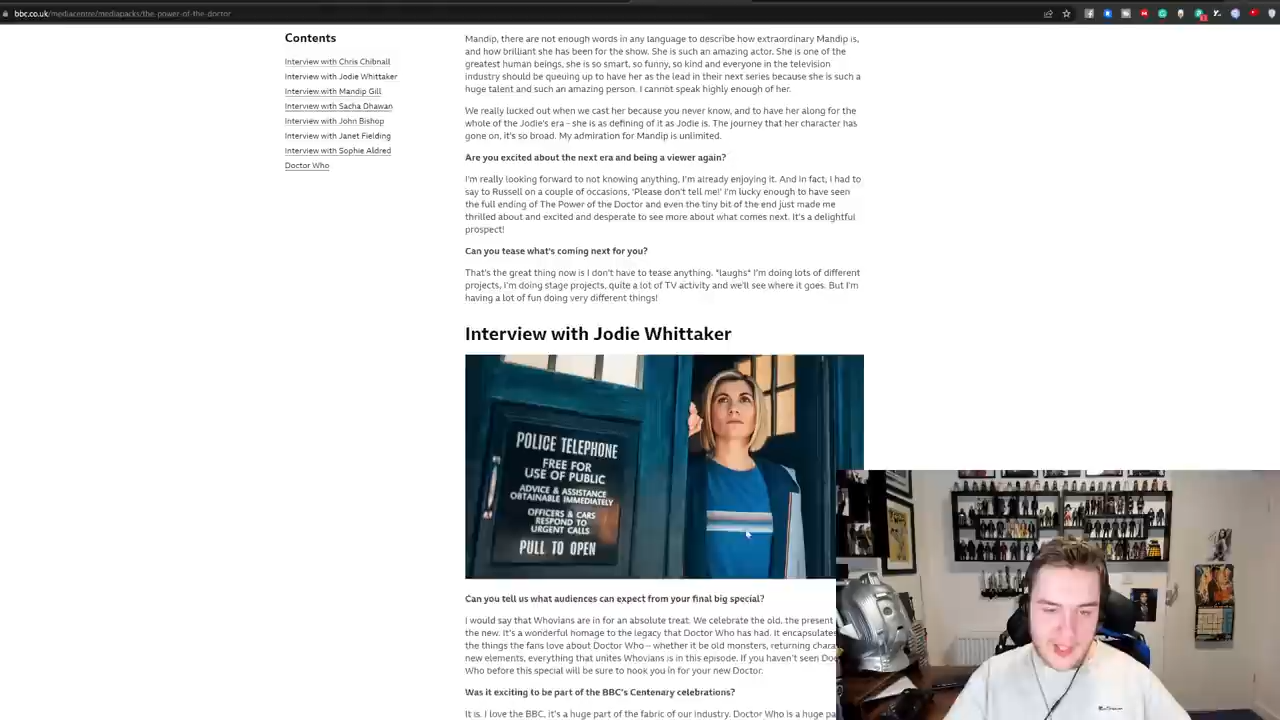 bbc.co.uk/mediacentre/mediapacks/the-power-of-the-doctor
Contents
Interview with Chris Chibnall
Interview with Jodie Whittaker
Interview with Mandip Gill
Interview with Sacha Dhawan
Interview with John Bishop
Interview with Janet Fielding
Interview with Sophie Aldred
Doctor Who
Mandip, there are not enough words in any language to describe how extraordinary Mandip is,
and how brilliant she has been for the show. She is such an amazing actor. She is one of the
greatest human beings, she is so smart, so funny, so kind and everyone in the television
industry should be queuing up to have her as the lead in their next series because she is such a
huge talent and such an amazing person. I cannot speak highly enough of her.
We really lucked out when we cast her because you never know, and to have her along for the
whole of the Jodie's era – she is as defining of it as Jodie is. The journey that her character has
gone on, it's so broad. My admiration for Mandip is unlimited.
Are you excited about the next era and being a viewer again?
I'm really looking forward to not knowing anything. I'm already enjoying it. And in fact, I had to
say to Russell on a couple of occasions, 'Please don't tell me!' I'm lucky enough to have seen
the full ending of The Power of the Doctor and even the tiny bit of the end just made me
thrilled about and excited and desperate to see more about what comes next. It's a delightful
prospect!
Can you tease what's coming next for you?
That's the great thing now is I don't have to tease anything. *laughs* I'm doing lots of different
projects, I'm doing stage projects, quite a lot of TV activity and we'll see where it goes. But I'm
having a lot of fun doing very different things!
Interview with Jodie Whittaker
POLICE TELEPHONE
FREE FOR
USE OF PUBLIC
ADVICE & ASSISTANCE
OBTAINABLE IMMEDIATELY
OFFICERS & CARS
RESPOND TO
URGENT CALLS
PULL TO OPEN
Can you tell us what audiences can expect from your final big special?
I would say that Whovians are in for an absolute treat. We celebrate the old, the present
the new. It's a wonderful homage to the legacy that Doctor Who has had. It encapsulates
the things the fans love about Doctor Who – whether it be old monsters, returning chara
new elements, everything that unites Whovians is in this episode. If you haven't seen Doc
Who before this special will be sure to hook you in for your new Doctor.
Was it exciting to be part of the BBC's Centenary celebrations?
It is. I love the BBC, it's a huge part of the fabric of our industry. Doctor Who is a huge pa